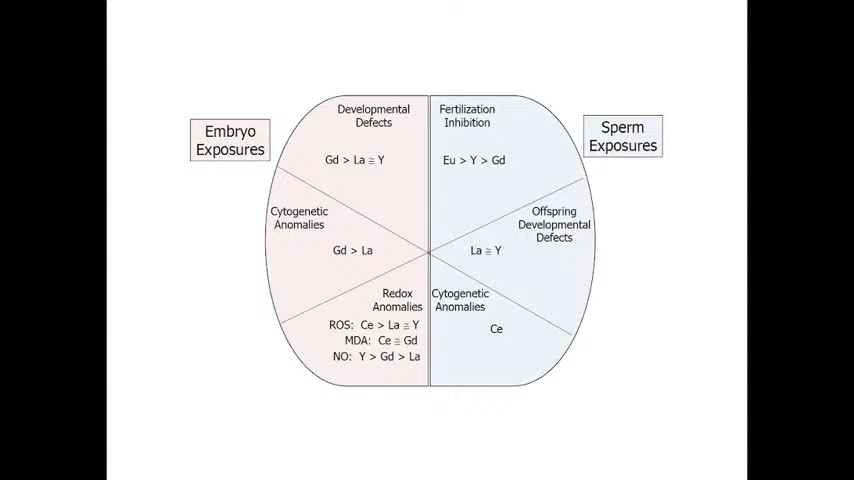 Embryo
Exposures
Developmental
Defects
Gd > La ≅ Y
Cytogenetic
Anomalies
Gd > La
Redox
Anomalies
ROS: Ce > La ≅ Y
MDA: Ce ≅ Gd
NO: Y > Gd > La
Fertilization
Inhibition
Eu > Y > Gd
Sperm
Exposures
Offspring
Developmental
Defects
La ≅ Y
Cytogenetic
Anomalies
Ce